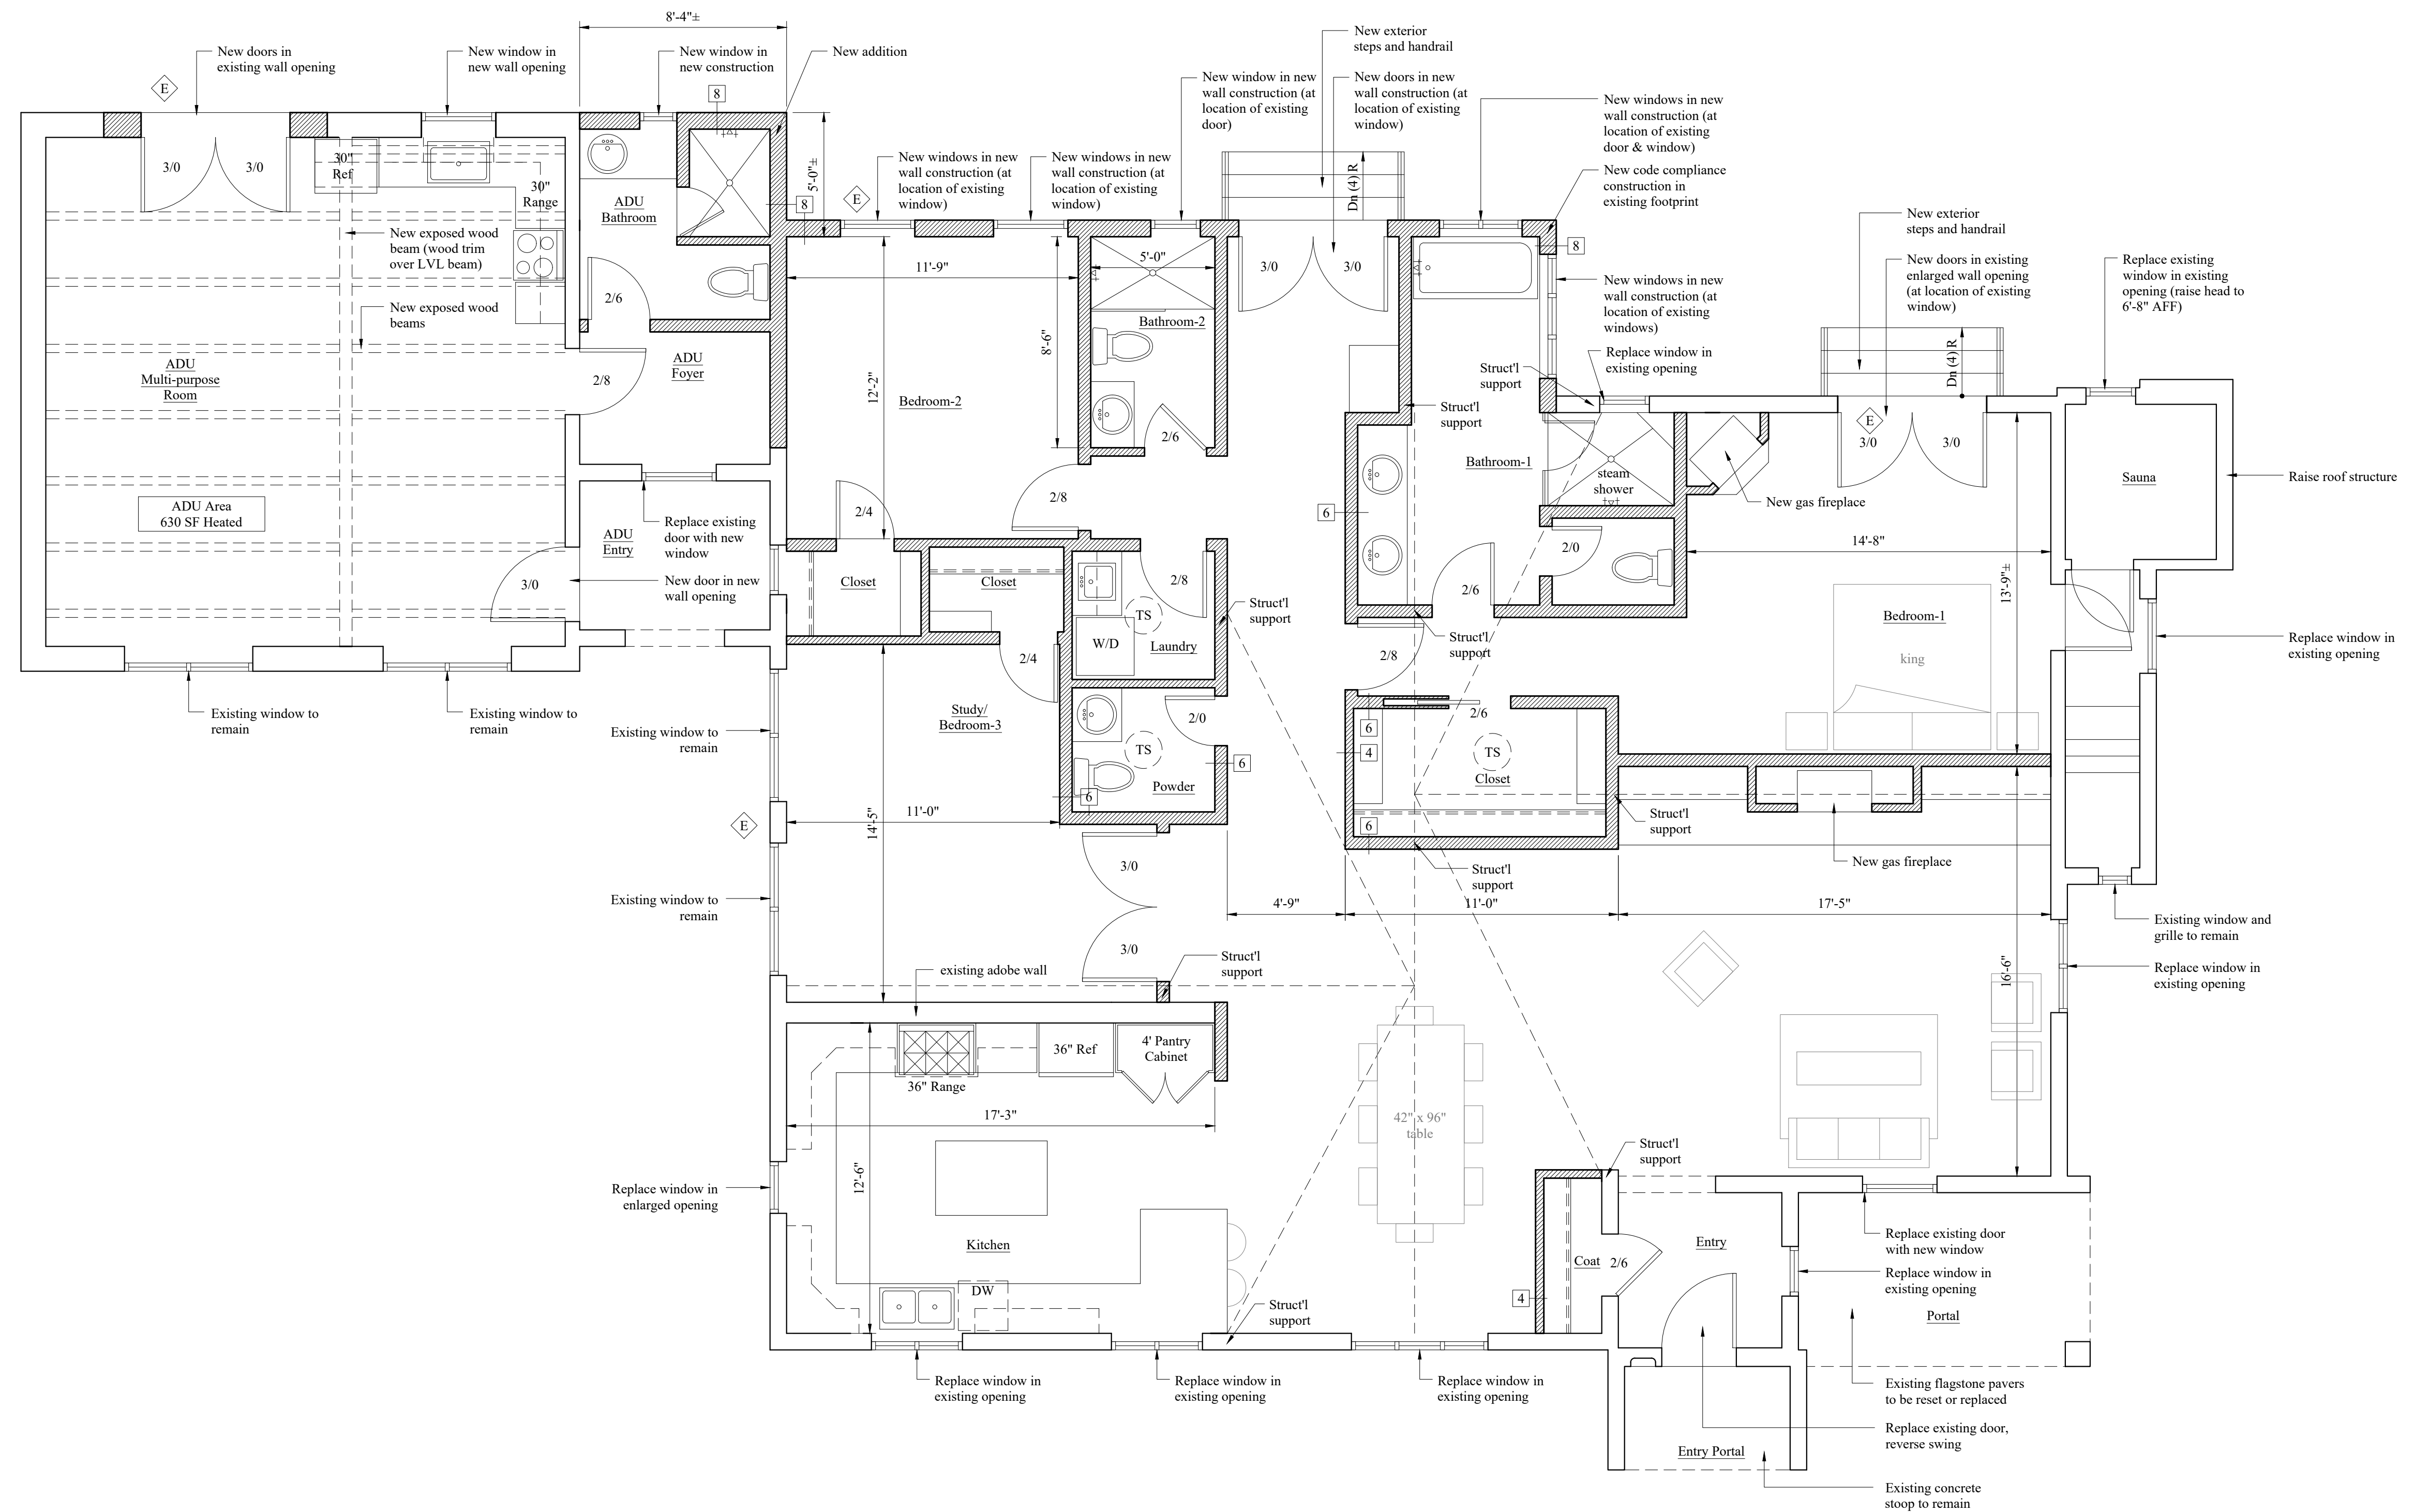 8'-4"±
New doors in
existing wall opening
New window in
new wall opening
New window in
new construction
New addition
New exterior
steps and handrail
New window in new
wall construction (at
location of existing
door)
New doors in new
wall construction (at
location of existing
window)
New windows in new
wall construction (at
location of existing
door & window)
New code compliance
construction in
existing footprint
E
8
5'-0"±
New windows in new
wall construction (at
location of existing
window)
New windows in new
wall construction (at
location of existing
window)
E
8
Dn (4) R
8
New exterior
steps and handrail
New doors in existing
enlarged wall opening
(at location of existing
window)
Replace existing
window in existing
opening (raise head to
6'-8" AFF)
3/0
3/0
30"
Ref
30"
Range
ADU
Bathroom
New exposed wood
beam (wood trim
over LVL beam)
New exposed wood
beams
2/6
11'-9"
5'-0"
3/0
3/0
New windows in new
wall construction (at
location of existing
windows)
Replace window in
existing opening
Struct'l
support
Struct'l
support
Dn (4) R
ADU
Multi-purpose
Room
2/8
ADU
Foyer
12'-2"
Bedroom-2
8'-6"
Bathroom-2
2/6
Bathroom-1
steam
shower
E
3/0
3/0
New gas fireplace
Sauna
Raise roof structure
ADU Area
630 SF Heated
ADU
Entry
Replace existing
door with new
window
New door in new
wall opening
3/0
2/4
2/8
6
2/0
2/6
14'-8"
13'-9"±
Closet
Closet
2/8
TS
W/D
Laundry
2/4
Struct'l
support
Struct'l
support
2/8
Bedroom-1
king
Replace window in
existing opening
Existing window to
remain
Existing window to
remain
Existing window to
remain
Study/
Bedroom-3
2/0
TS
6
Powder
6
6
4
2/6
TS
Closet
6
Struct'l
support
New gas fireplace
E
14'-5"
11'-0"
3/0
3/0
Struct'l
support
4'-9"
11'-0"
17'-5"
Existing window to
remain
existing adobe wall
Struct'l
support
16'-6"
Existing window and
grille to remain
Replace window in
existing opening
36" Range
36" Ref
4' Pantry
Cabinet
17'-3"
42" x 96"
table
12'-6"
Replace window in
enlarged opening
Kitchen
DW
Struct'l
support
Struct'l
support
Coat
2/6
4
Entry
Replace existing door
with new window
Replace window in
existing opening
Portal
Replace window in
existing opening
Replace window in
existing opening
Replace window in
existing opening
Existing flagstone pavers
to be reset or replaced
Replace existing door,
reverse swing
Entry Portal
Existing concrete
stoop to remain